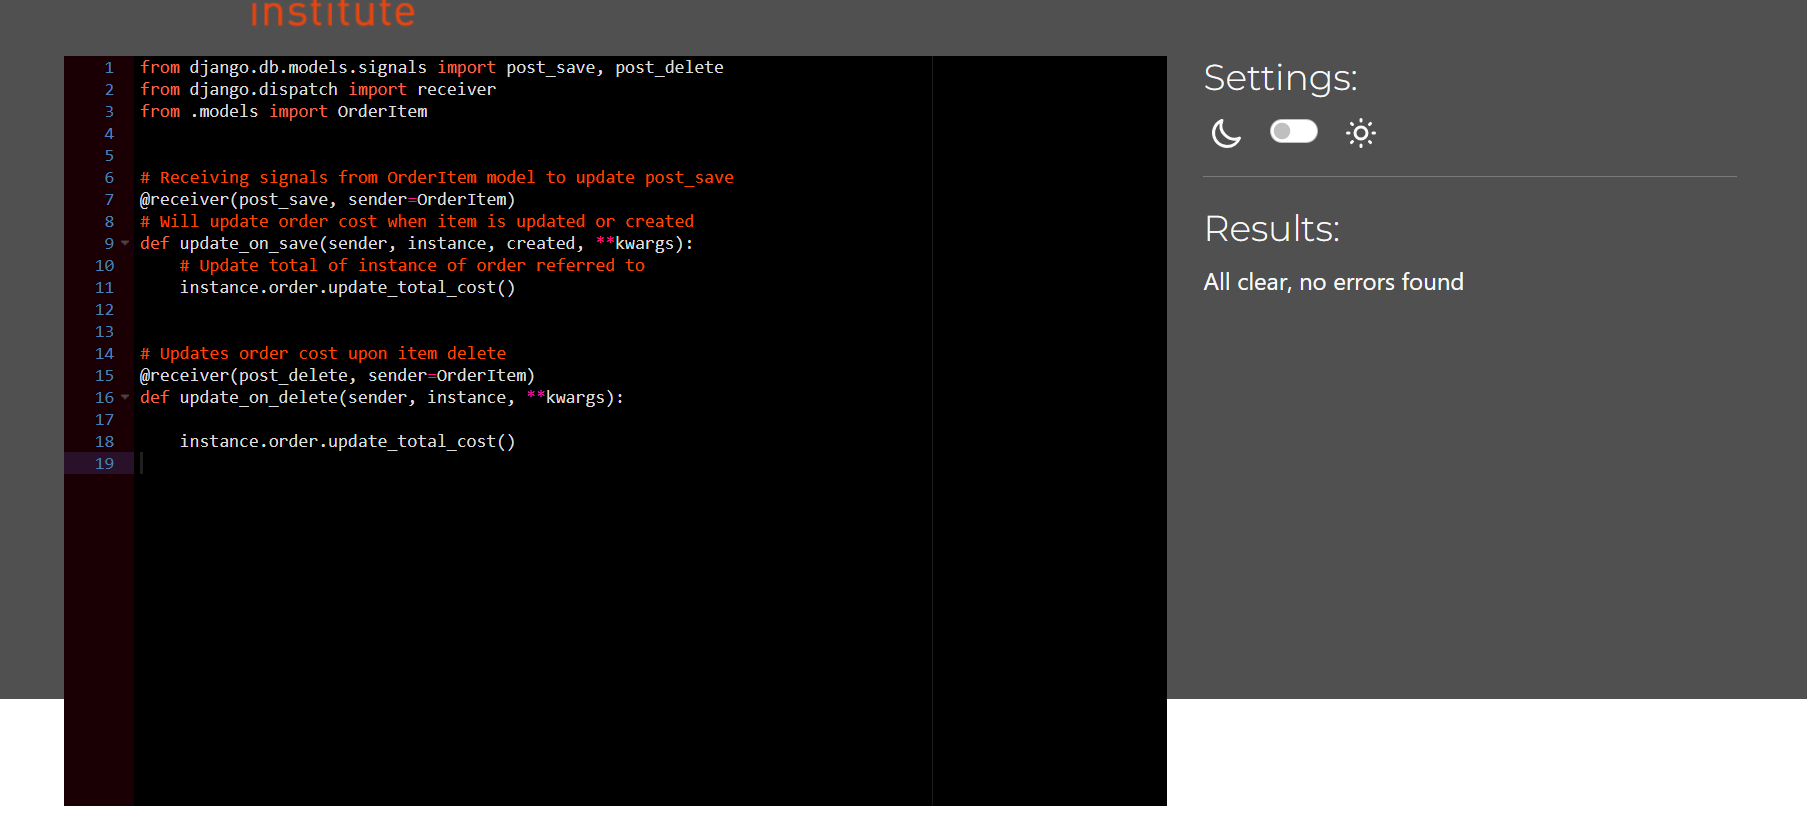 institute
1 from django.db.models.signals import post_save, post_delete
2 from django.dispatch import receiver
3 from .models import OrderItem
4
5
6 # Receiving signals from OrderItem model to update post_save
7 @receiver(post_save, sender=OrderItem)
8 # Will update order cost when item is updated or created
9 def update_on_save(sender, instance, created, **kwargs):
10     # Update total of instance of order referred to
11     instance.order.update_total_cost()
12
13
14 # Updates order cost upon item delete
15 @receiver(post_delete, sender=OrderItem)
16 def update_on_delete(sender, instance, **kwargs):
17
18     instance.order.update_total_cost()
19
Settings:
Results:
All clear, no errors found